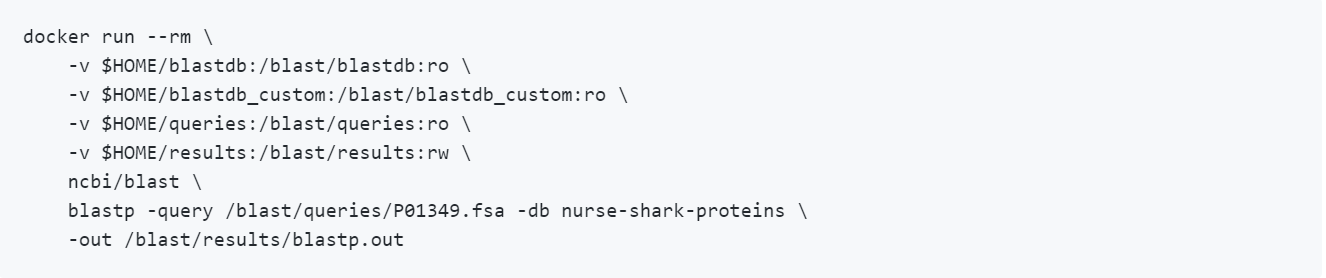 docker run --rm \
    -v $HOME/blastdb:/blast/blastdb:ro \
    -v $HOME/blastdb_custom:/blast/blastdb_custom:ro \
    -v $HOME/queries:/blast/queries:ro \
    -v $HOME/results:/blast/results:rw \
    ncbi/blast \
    blastp -query /blast/queries/P01349.fsa -db nurse-shark-proteins \
    -out /blast/results/blastp.out